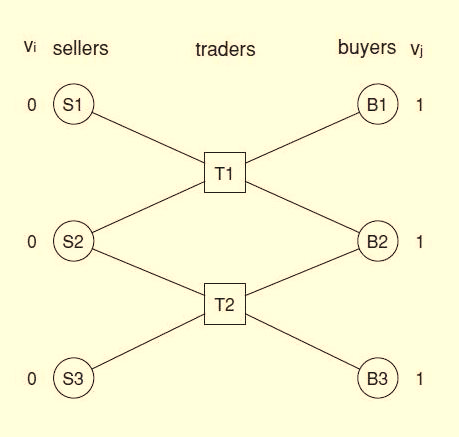 vi sellers traders buyers vj
0 S1 B1 1
T1
0 S2 B2 1
T2
0 S3 B3 1